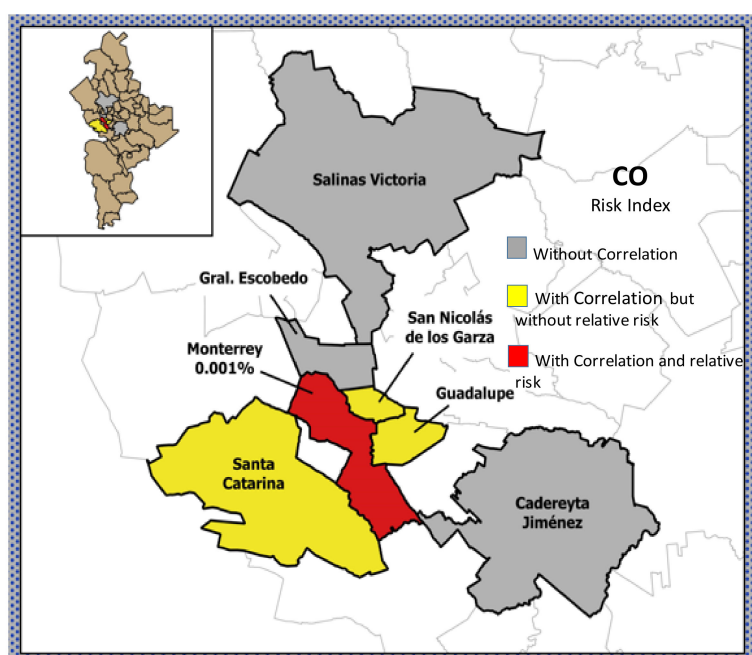 CO
Risk Index
Without Correlation
With Correlation but
without relative risk
With Correlation and relative
risk
Salinas Victoria
Gral. Escobedo
San Nicolás
de los Garza
Monterrey
0.001%
Guadalupe
Santa
Catarina
Cadereyta
Jiménez